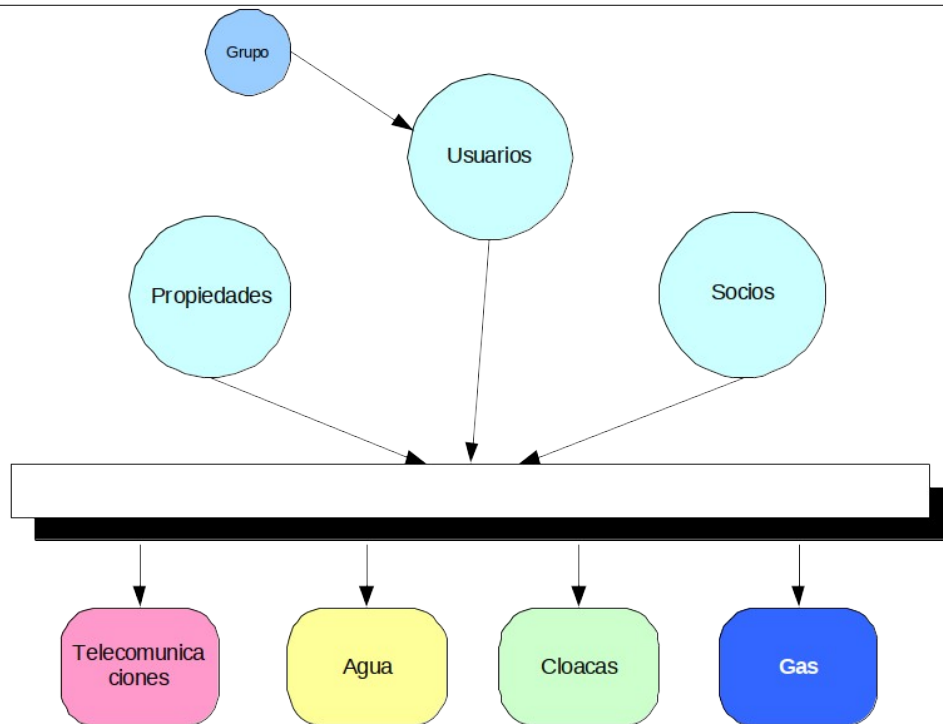 Grupo
Usuarios
Propiedades
Socios
Telecomunica
ciones
Agua
Cloacas
Gas